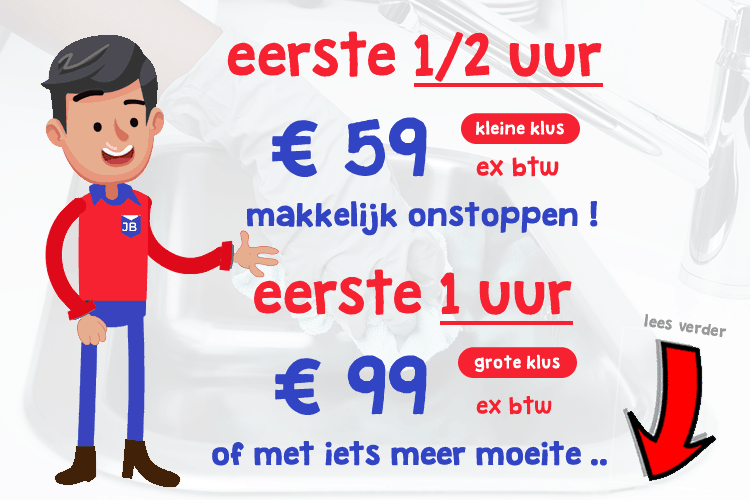 eerste 1/2 uur
€ 59
kleine klus
ex btw
makkelijk onstoppen !
JB
eerste 1 uur
€ 99
grote klus
ex btw
lees verder
of met iets meer moeite ..